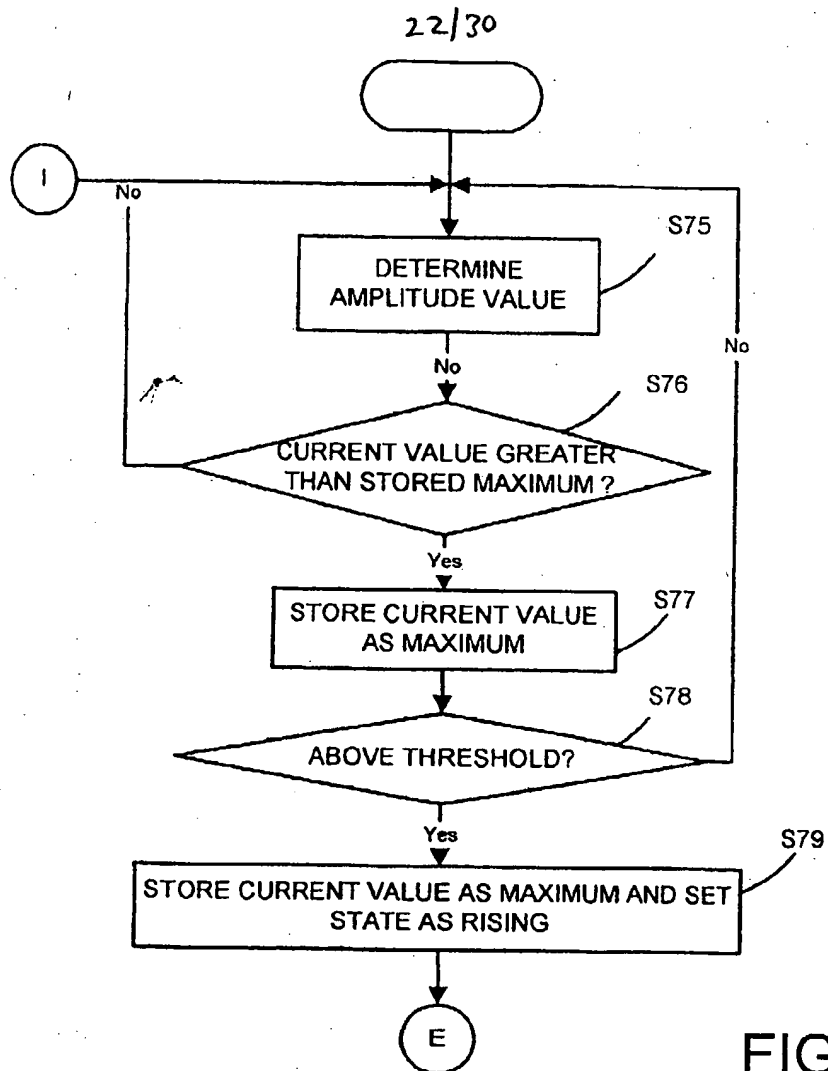 22/30
I
No
S75
DETERMINE
AMPLITUDE VALUE
No
No
S76
CURRENT VALUE GREATER
THAN STORED MAXIMUM ?
Yes
S77
STORE CURRENT VALUE
AS MAXIMUM
S78
ABOVE THRESHOLD?
Yes
S79
STORE CURRENT VALUE AS MAXIMUM AND SET
STATE AS RISING
E
FIG